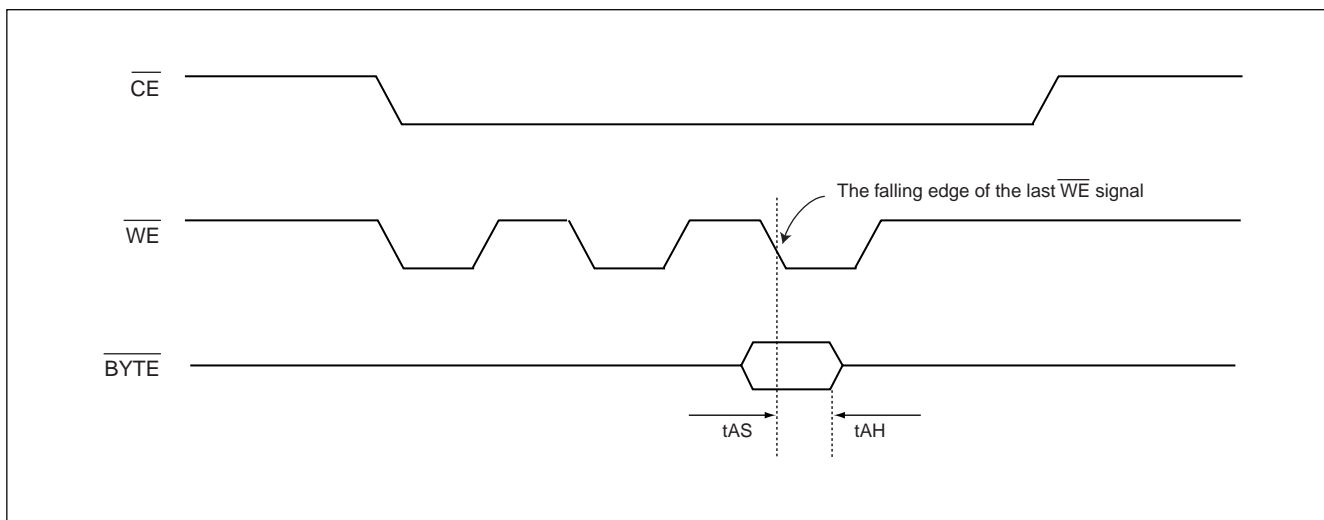 CE
The falling edge of the last WE signal
WE
BYTE
tAS
tAH